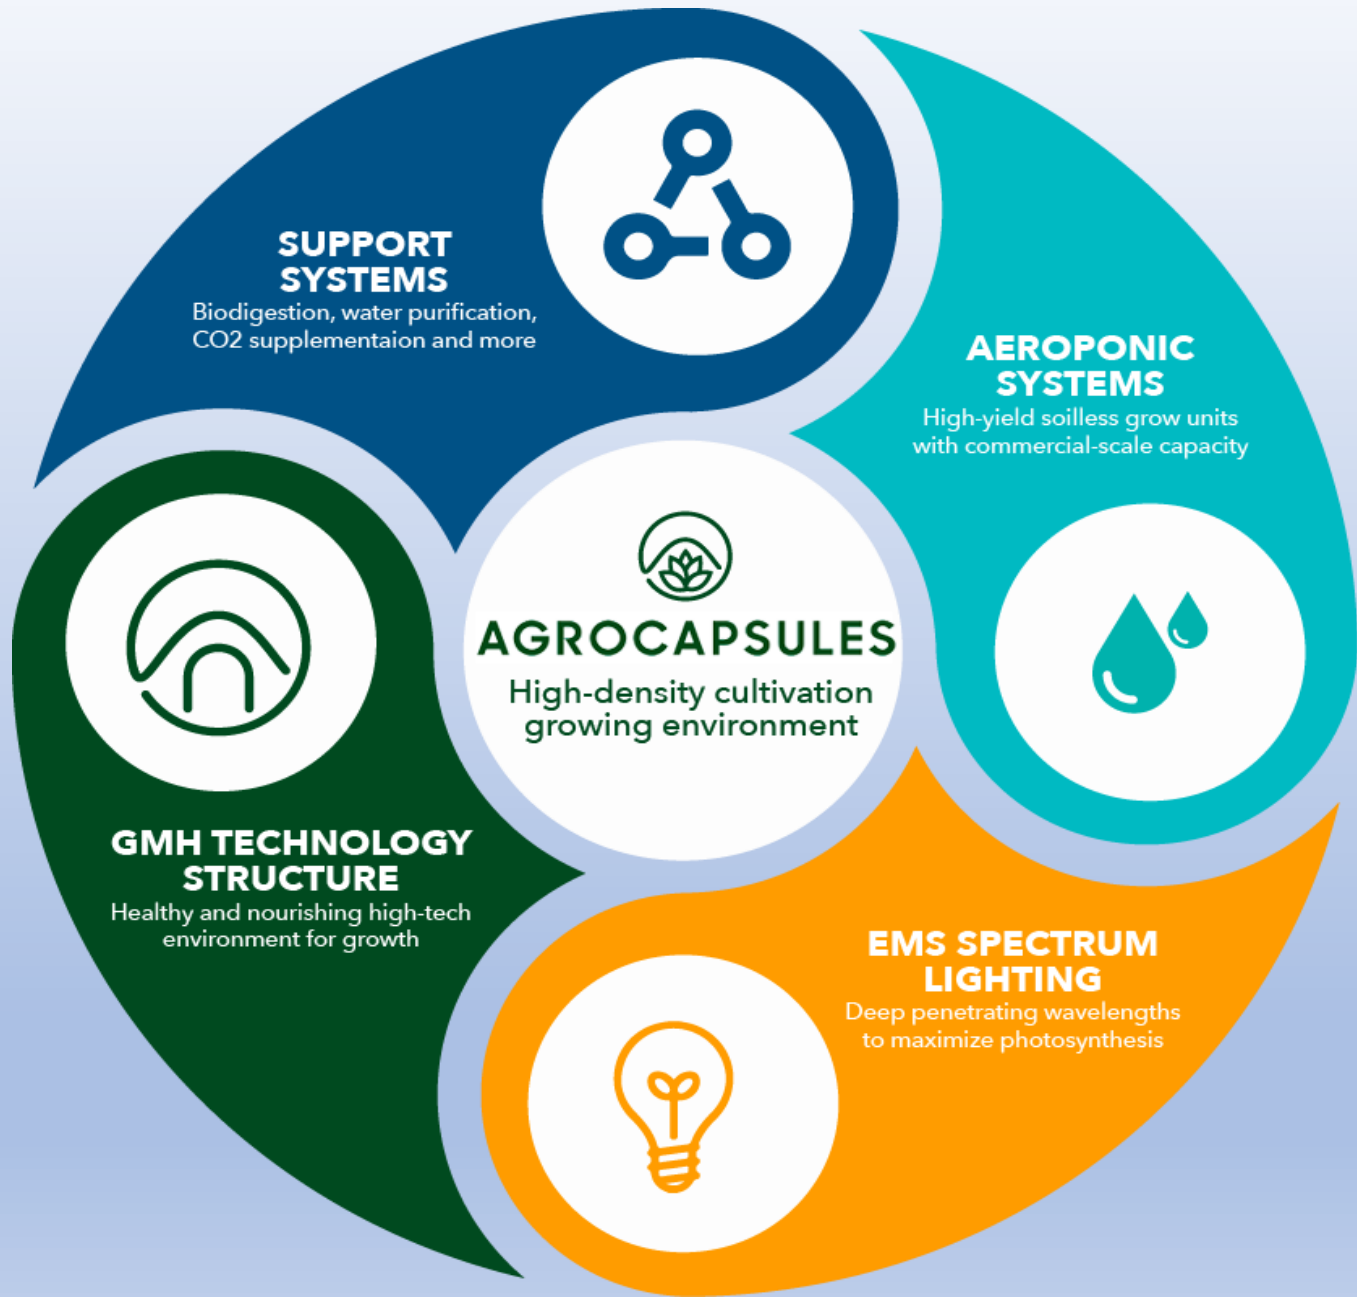 SUPPORT
SYSTEMS
Biodigestion, water purification,
CO2 supplementaion and more
AEROPONIC
SYSTEMS
High-yield soilless grow units
with commercial-scale capacity
AGROCAPSULES
High-density cultivation
growing environment
GMH TECHNOLOGY
STRUCTURE
Healthy and nourishing high-tech
environment for growth
EMS SPECTRUM
LIGHTING
Deep penetrating wavelengths
to maximize photosynthesis